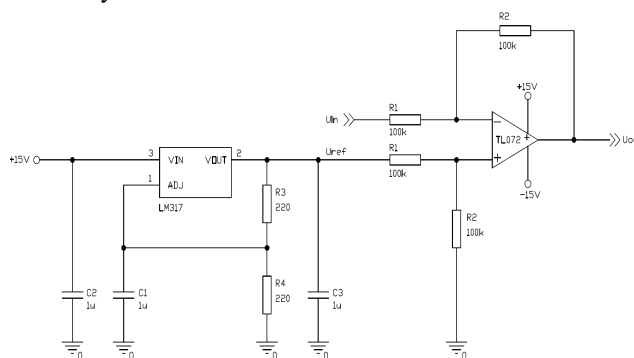 R2
100k
+15V
UIn
R1
100k
TL072
-
+
+
-15V
+15V
3
VIN
VOUT
2
Uref
R1
100k
1
ADJ
LM317
R3
220
R2
100k
R4
220
C2
1u
C1
1u
C3
1u
0
0
0
0
0